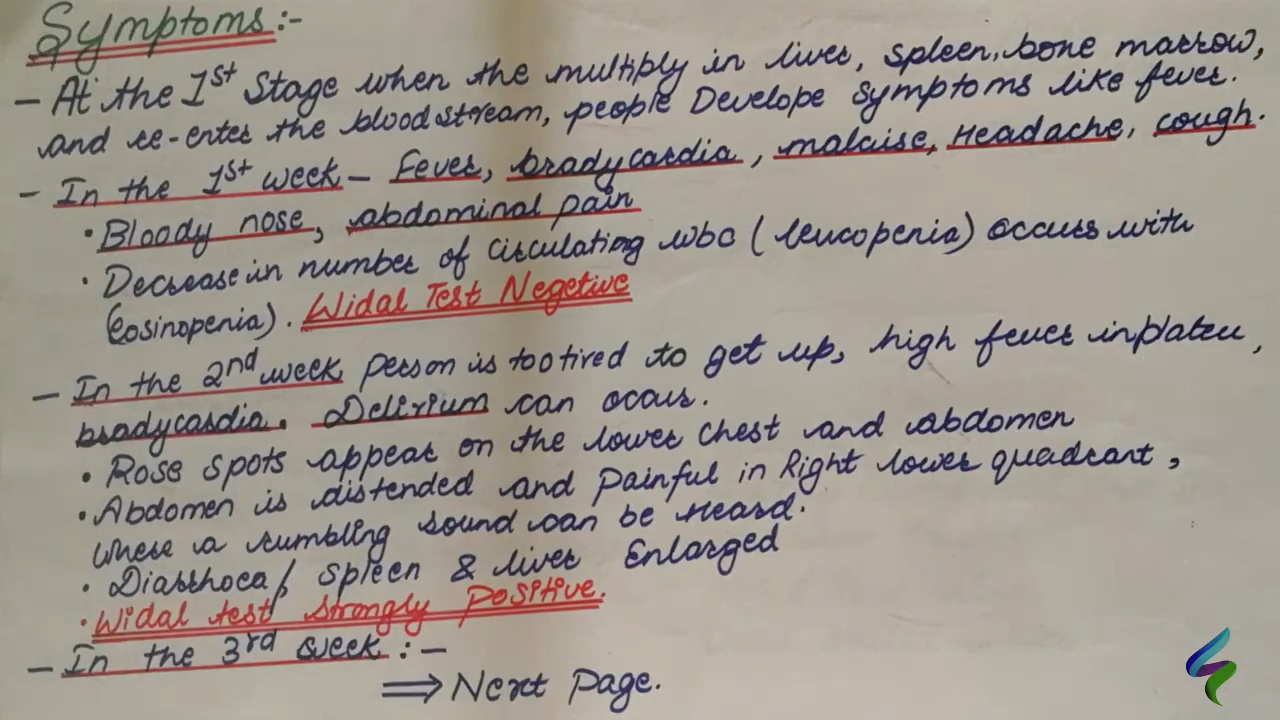 Symptoms:-
- At the 1st Stage when the multiply in liver, spleen, bone marrow,
and re-enter the bloodstream, people Develope symptoms like fever.
- In the 1st week - Fever, bradycardia, malaise, Headache, cough.
• Bloody nose, abdominal pain
• Decrease in number of circulating wbc (leucopenia) occurs with
(Eosinopenia). Widal Test Negetive
- In the 2nd week person is too tired to get up, high fever in plateu,
bradycardia. Delirium can occur.
• Rose spots appear on the lower chest and abdomen
• Abdomen is distended and painful in Right lower quadrant,
where a rumbling sound can be Heard.
• Diarrhoea / spleen & liver Enlarged
• Widal test strongly positive.
- In the 3rd week :-
⇒ Next Page.